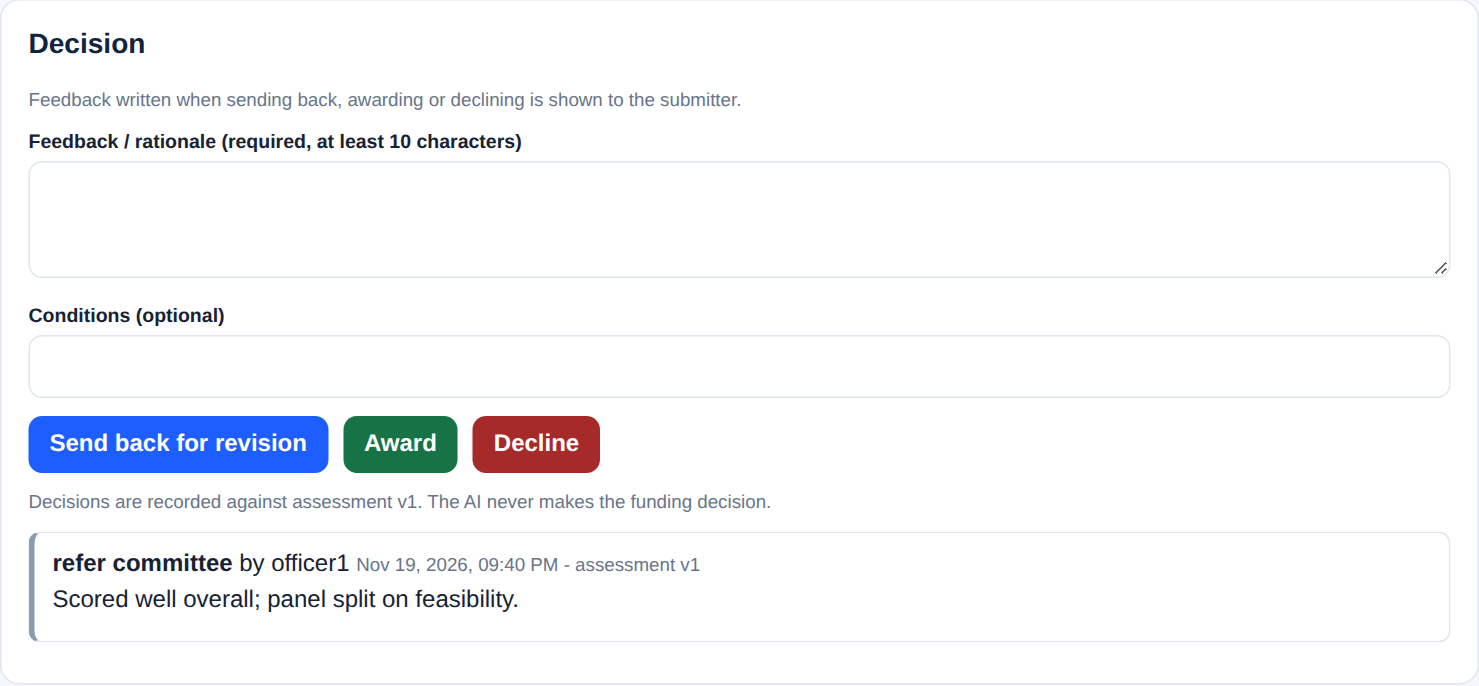 Decision
Feedback written when sending back, awarding or declining is shown to the submitter.
Feedback / rationale (required, at least 10 characters)
Conditions (optional)
Send back for revision Award Decline
Decisions are recorded against assessment v1. The AI never makes the funding decision.
refer committee by officer1 Nov 19, 2026, 09:40 PM - assessment v1
Scored well overall; panel split on feasibility.